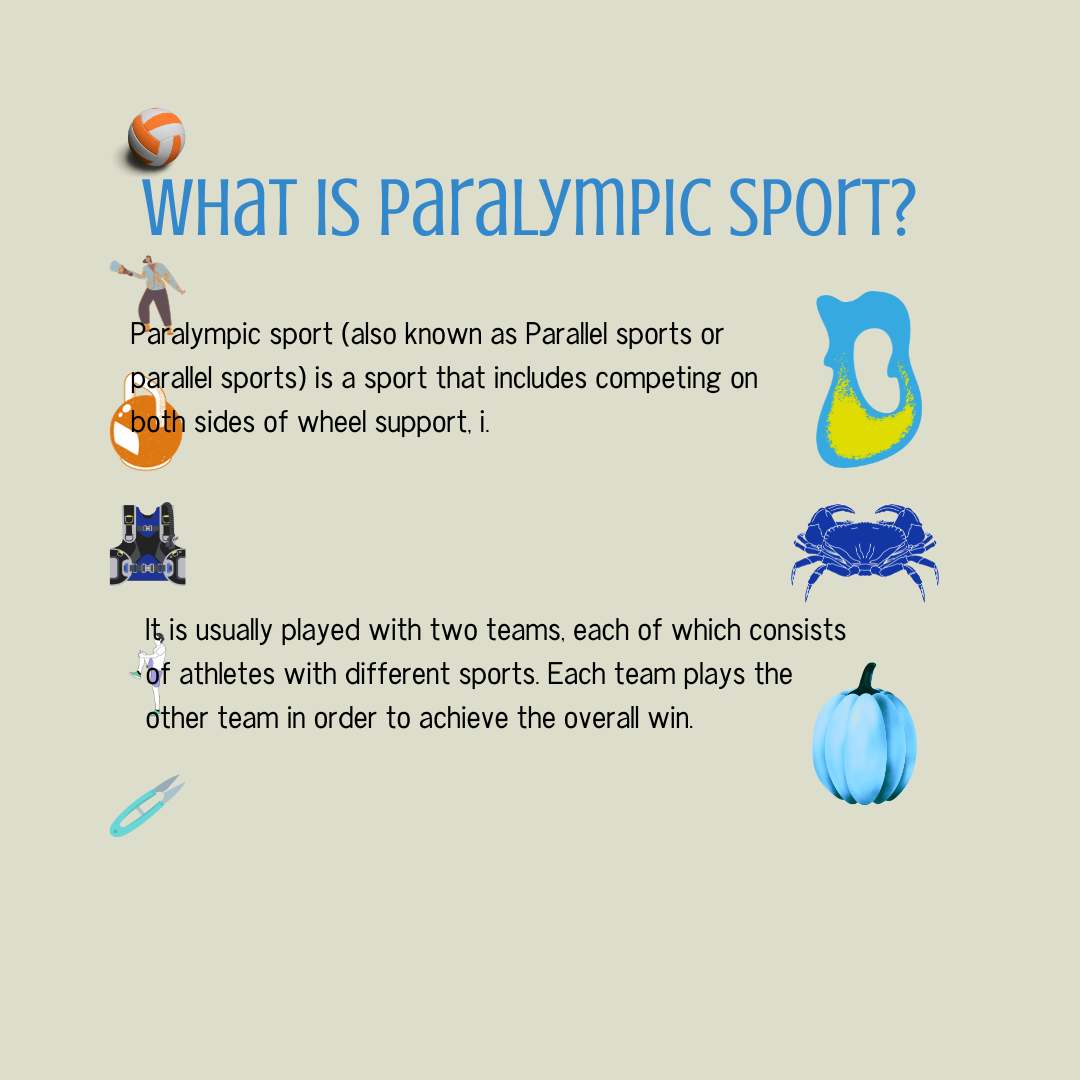 What is Paralympic Sport?
Paralympic sport (also known as Parallel sports or
parallel sports) is a sport that includes competing on
both sides of wheel support, i.
It is usually played with two teams, each of which consists
of athletes with different sports. Each team plays the
other team in order to achieve the overall win.